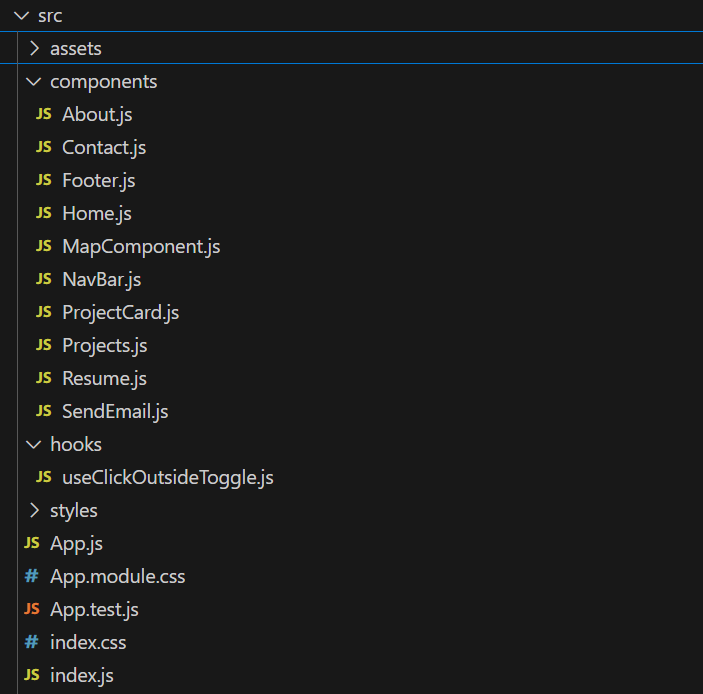 src
assets
components
JS About.js
JS Contact.js
JS Footer.js
JS Home.js
JS MapComponent.js
JS NavBar.js
JS ProjectCard.js
JS Projects.js
JS Resume.js
JS SendEmail.js
hooks
JS useClickOutsideToggle.js
styles
JS App.js
# App.module.css
JS App.test.js
# index.css
JS index.js